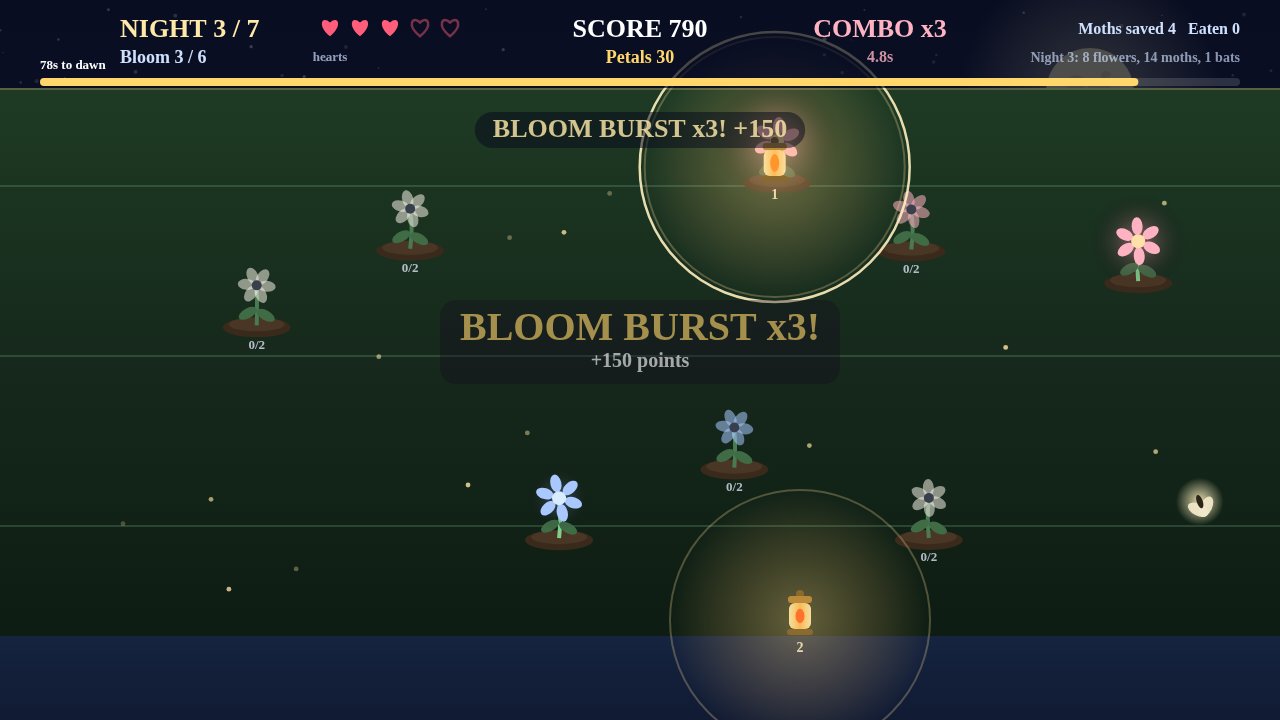 NIGHT 3 / 7
SCORE 790
COMBO x3
Moths saved 4 Eaten 0
78s to dawn
Bloom 3 / 6
hearts
Petals 30
4.8s
Night 3: 8 flowers, 14 moths, 1 bats
BLOOM BURST x3! +150
1
0/2
0/2
0/2
BLOOM BURST x3!
+150 points
0/2
0/2
2